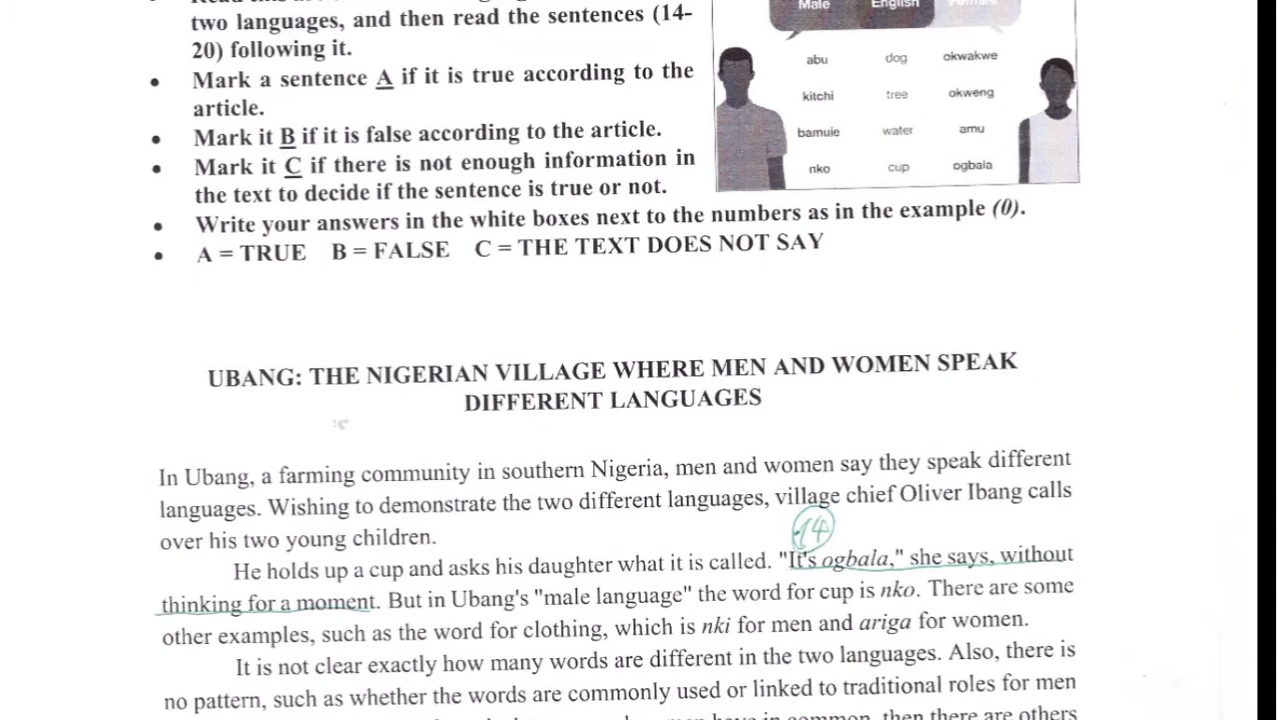 two languages, and then read the sentences (14-
20) following it.
• Mark a sentence A if it is true according to the
article.
• Mark it B if it is false according to the article.
• Mark it C if there is not enough information in
the text to decide if the sentence is true or not.
• Write your answers in the white boxes next to the numbers as in the example (0).
• A = TRUE B = FALSE C = THE TEXT DOES NOT SAY
Male English
abu dog okwakwe
kitchi tree okweng
bamuie water amu
nko cup ogbala
UBANG: THE NIGERIAN VILLAGE WHERE MEN AND WOMEN SPEAK
DIFFERENT LANGUAGES
In Ubang, a farming community in southern Nigeria, men and women say they speak different
languages. Wishing to demonstrate the two different languages, village chief Oliver Ibang calls
over his two young children.
14
He holds up a cup and asks his daughter what it is called. "It's ogbala," she says, without
thinking for a moment. But in Ubang's "male language" the word for cup is nko. There are some
other examples, such as the word for clothing, which is nki for men and ariga for women.
It is not clear exactly how many words are different in the two languages. Also, there is
no pattern, such as whether the words are commonly used or linked to traditional roles for men
have in common, then there are others